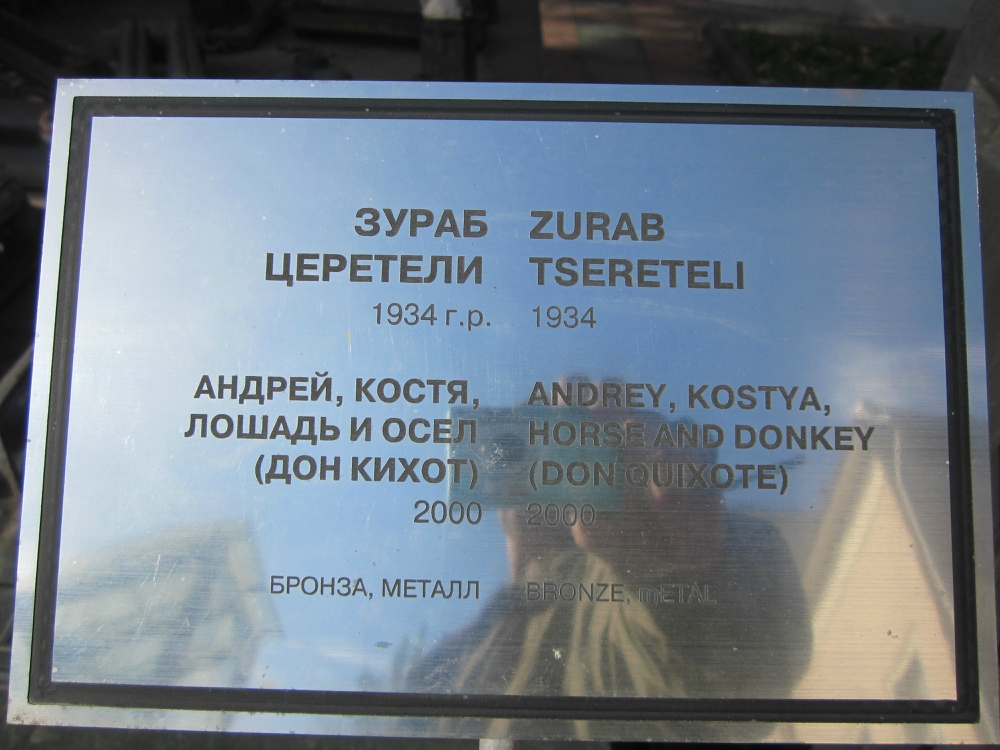 ЗУРАБ
ЦЕРЕТЕЛИ
1934 г.р.
АНДРЕЙ, КОСТЯ,
ЛОШАДЬ И ОСЕЛ
(ДОН КИХОТ)
2000
БРОНЗА, МЕТАЛЛ
ZURAB
TSERETELI
1934
ANDREY, KOSTYA,
HORSE AND DONKEY
(DON QUIXOTE)
2000
BRONZE, mETAL